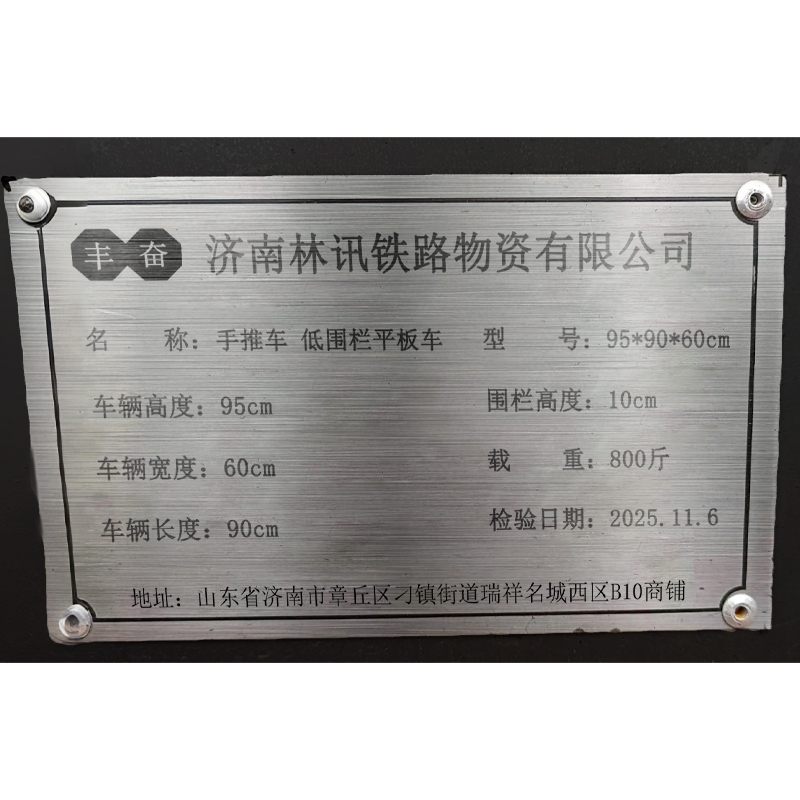 丰奋 济南林讯铁路物资有限公司
名 称：手推车 低围栏平板车 型 号：95*90*60cm
车辆高度：95cm 围栏高度：10cm
车辆宽度：60cm 载 重：800斤
车辆长度：90cm 检验日期：2025.11.6
地址：山东省济南市章丘区刁镇街道瑞祥名城西区B10商铺